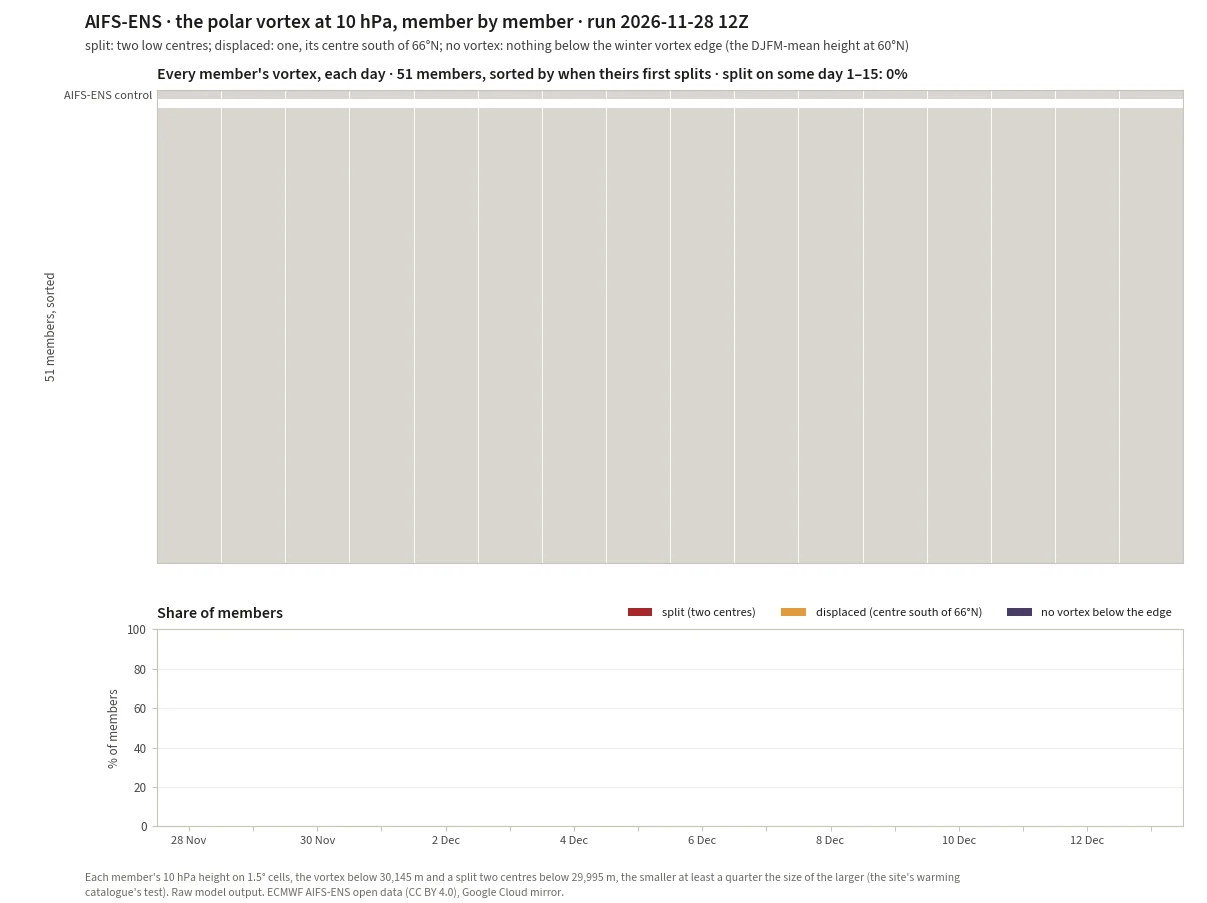 AIFS-ENS · the polar vortex at 10 hPa, member by member · run 2026-11-28 12Z
split: two low centres; displaced: one, its centre south of 66°N; no vortex: nothing below the winter vortex edge (the DJFM-mean height at 60°N)
Every member's vortex, each day · 51 members, sorted by when theirs first splits · split on some day 1–15: 0%
AIFS-ENS control
51 members, sorted
Share of members
split (two centres)
displaced (centre south of 66°N)
no vortex below the edge
% of members
100
80
60
40
20
0
28 Nov
30 Nov
2 Dec
4 Dec
6 Dec
8 Dec
10 Dec
12 Dec
Each member's 10 hPa height on 1.5° cells, the vortex below 30,145 m and a split two centres below 29,995 m, the smaller at least a quarter the size of the larger (the site's warming
catalogue's test). Raw model output. ECMWF AIFS-ENS open data (CC BY 4.0), Google Cloud mirror.